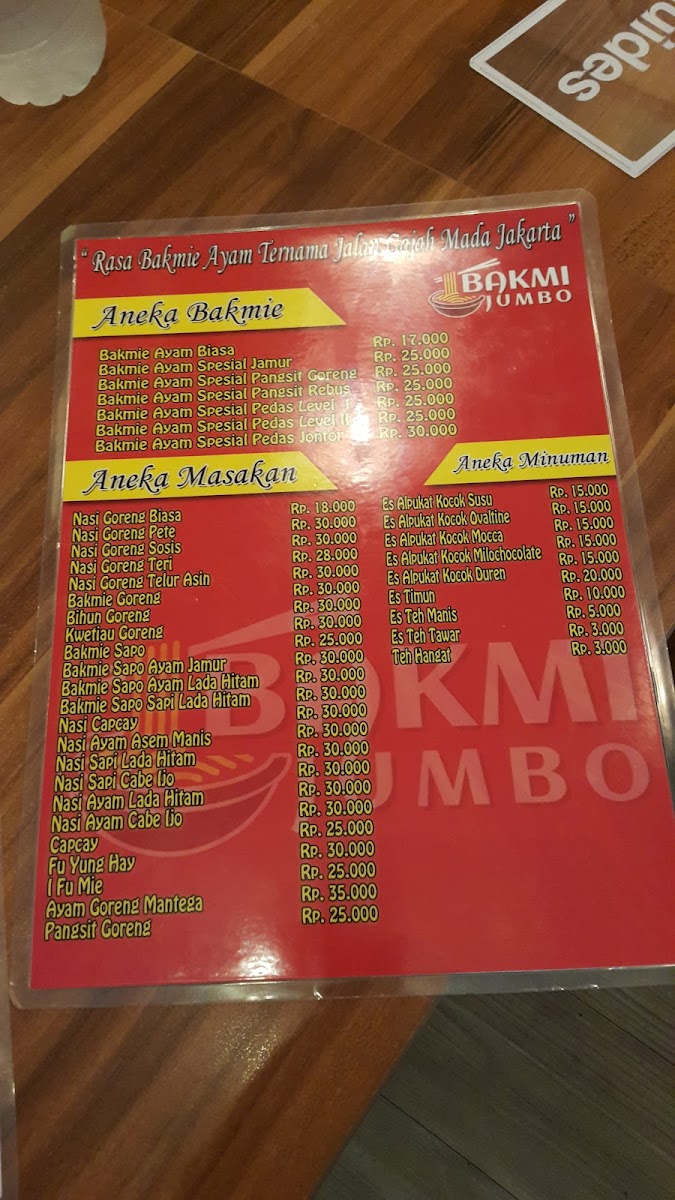 uides
“ Rasa Bakmie Ayam Ternama Jalan Gajah Mada Jakarta ”
BAKMI
JUMBO
Aneka Bakmie
Bakmie Ayam Biasa Rp. 17.000
Bakmie Ayam Spesial Jamur Rp. 25.000
Bakmie Ayam Spesial Pangsit Goreng Rp. 25.000
Bakmie Ayam Spesial Pangsit Rebus Rp. 25.000
Bakmie Ayam Spesial Pedas Level I Rp. 25.000
Bakmie Ayam Spesial Pedas Level II Rp. 25.000
Bakmie Ayam Spesial Pedas Jontor Rp. 30.000
Aneka Masakan
Nasi Goreng Biasa Rp. 18.000
Nasi Goreng Pete Rp. 30.000
Nasi Goreng Sosis Rp. 30.000
Nasi Goreng Teri Rp. 28.000
Nasi Goreng Telur Asin Rp. 30.000
Bakmie Goreng Rp. 30.000
Bihun Goreng Rp. 30.000
Kwetiau Goreng Rp. 30.000
Bakmie Sapo Rp. 25.000
Bakmie Sapo Ayam Jamur Rp. 30.000
Bakmie Sapo Ayam Lada Hitam Rp. 30.000
Bakmie Sapo Sapi Lada Hitam Rp. 30.000
Nasi Capcay Rp. 30.000
Nasi Ayam Asem Manis Rp. 30.000
Nasi Sapi Lada Hitam Rp. 30.000
Nasi Sapi Cabe Ijo Rp. 30.000
Nasi Ayam Lada Hitam Rp. 30.000
Nasi Ayam Cabe Ijo Rp. 30.000
Capcay Rp. 25.000
Fu Yung Hay Rp. 30.000
I Fu Mie Rp. 25.000
Ayam Goreng Mantega Rp. 35.000
Pangsit Goreng Rp. 25.000
Aneka Minuman
Es Alpukat Kocok Susu
Es Alpukat Kocok Ovaltine
Es Alpukat Kocok Mocca
Es Alpukat Kocok Milochocolate
Es Alpukat Kocok Duren
Es Timun
Es Teh Manis
Es Teh Tawar
Teh Hangat
Rp. 15.000
Rp. 15.000
Rp. 15.000
Rp. 15.000
Rp. 15.000
Rp. 20.000
Rp. 10.000
Rp. 5.000
Rp. 3.000
Rp. 3.000
BAKMI
JUMBO